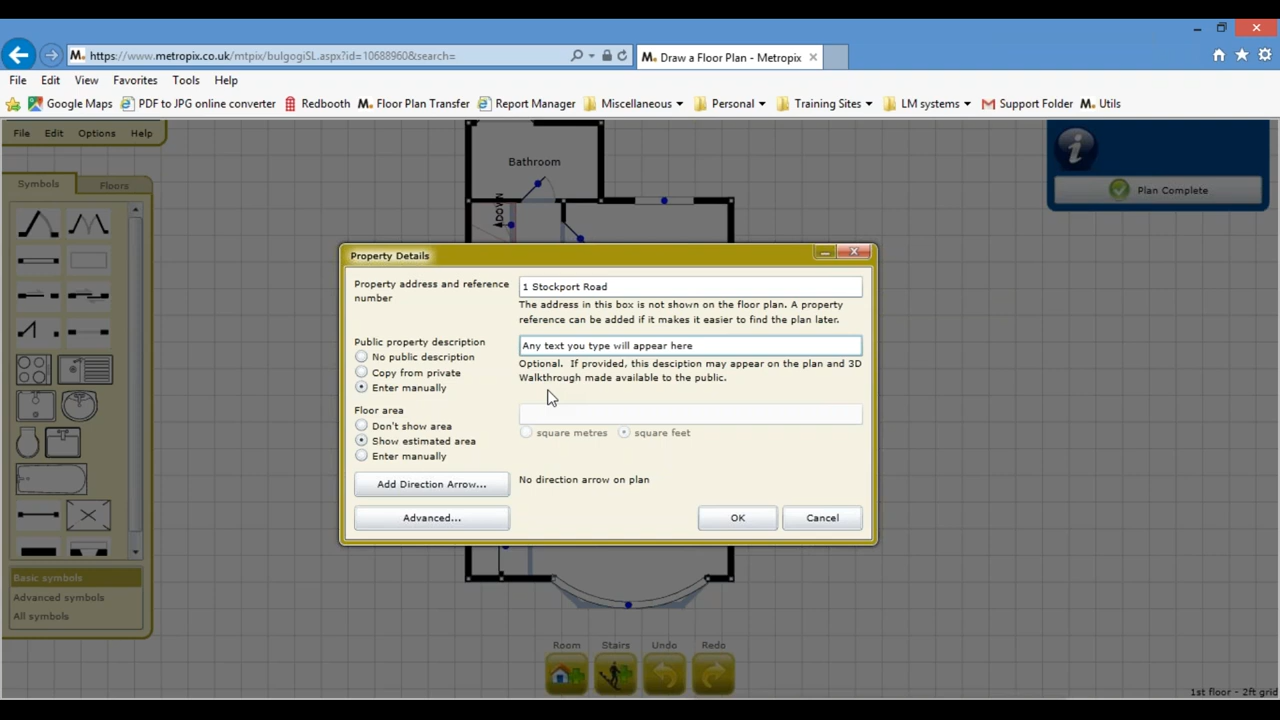 https://www.metropix.co.uk/mtpix/bulgogiSL.aspx?id=10688960&search=
M. Draw a Floor Plan - Metropix
File Edit View Favorites Tools Help
Google Maps PDF to JPG online converter Redbooth M. Floor Plan Transfer Report Manager Miscellaneous Personal Training Sites LM systems Support Folder M. Utils
File Edit Options Help
Bathroom
Symbols Floors
Plan Complete
DOWN
Property Details
Property address and reference number
1 Stockport Road
The address in this box is not shown on the floor plan. A property
reference can be added if it makes it easier to find the plan later.
Public property description
Any text you type will appear here
No public description
Copy from private
Enter manually
Optional. If provided, this desciption may appear on the plan and 3D
Walkthrough made available to the public.
Floor area
Don't show area
Show estimated area
Enter manually
square metres square feet
Add Direction Arrow...
No direction arrow on plan
Advanced...
OK Cancel
Basic symbols
Advanced symbols
All symbols
Room Stairs Undo Redo
1st floor - 2ft grid